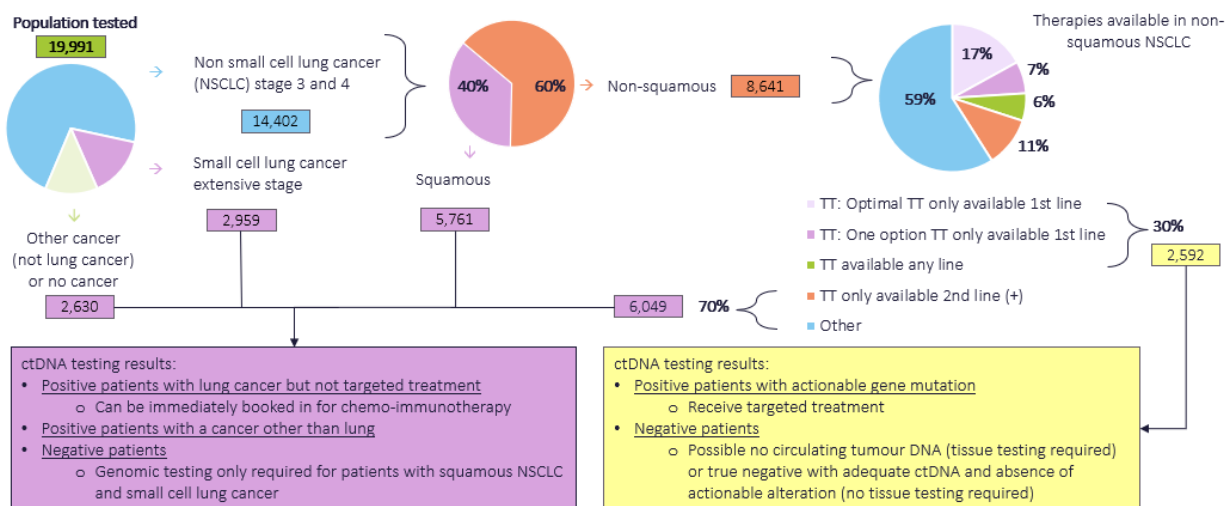 Population tested
19,991
Non small cell lung cancer
(NSCLC) stage 3 and 4
14,402
Small cell lung cancer
extensive stage
2,959
Other cancer
(not lung cancer)
or no cancer
2,630
40%
60%
Non-squamous
8,641
Squamous
5,761
Therapies available in non-
squamous NSCLC
17%
7%
6%
11%
59%
TT: Optimal TT only available 1st line
TT: One option TT only available 1st line
TT available any line
TT only available 2nd line (+)
Other
30%
2,592
6,049
70%
ctDNA testing results:
• Positive patients with lung cancer but not targeted treatment
o Can be immediately booked in for chemo-immunotherapy
• Positive patients with a cancer other than lung
• Negative patients
o Genomic testing only required for patients with squamous NSCLC
and small cell lung cancer
ctDNA testing results:
• Positive patients with actionable gene mutation
o Receive targeted treatment
• Negative patients
o Possible no circulating tumour DNA (tissue testing required)
or true negative with adequate ctDNA and absence of
actionable alteration (no tissue testing required)